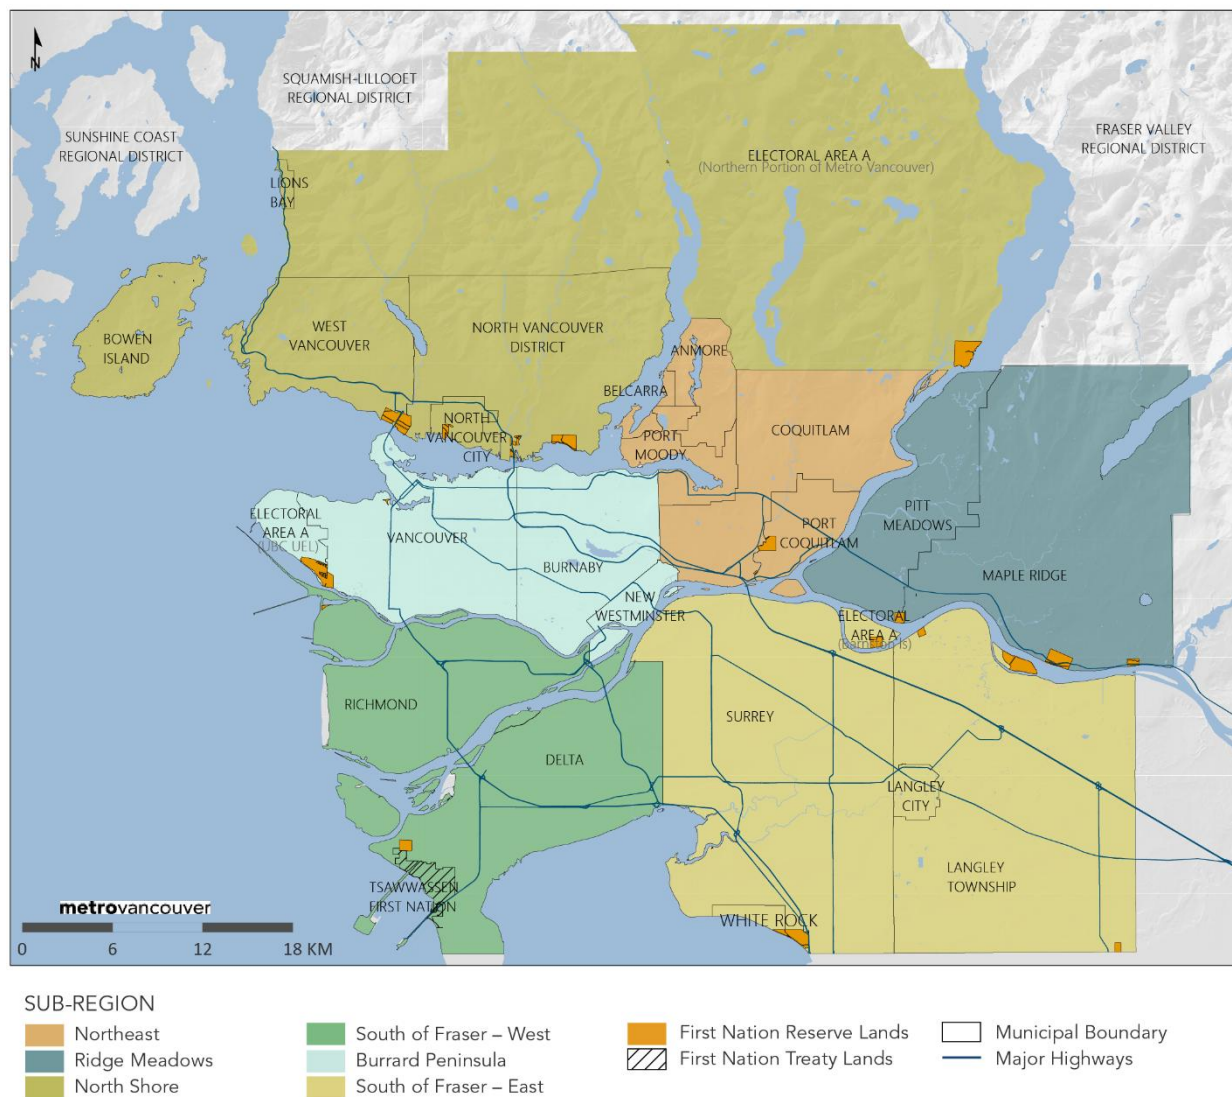 N
SQUAMISH-LILLOOET
REGIONAL DISTRICT
SUNSHINE COAST
REGIONAL DISTRICT
FRASER VALLEY
REGIONAL DISTRICT
ELECTORAL AREA A
(Northern Portion of Metro Vancouver)
LIONS
BAY
BOWEN
ISLAND
WEST
VANCOUVER
NORTH VANCOUVER
DISTRICT
ANMORE
BELCARRA
NORTH
VANCOUVER
CITY
PORT
MOODY
COQUITLAM
ELECTORAL
AREA A
(UBC UEL)
VANCOUVER
BURNABY
PORT
COQUITLAM
PITT
MEADOWS
MAPLE RIDGE
NEW
WESTMINSTER
ELECTORAL
AREA A
(Barnston Is)
RICHMOND
SURREY
DELTA
LANGLEY
CITY
LANGLEY
TOWNSHIP
TSAWWASSEN
FIRST NATION
WHITE ROCK
metrovancouver
0 6 12 18 KM
SUB-REGION
Northeast
Ridge Meadows
North Shore
South of Fraser – West
Burrard Peninsula
South of Fraser – East
First Nation Reserve Lands
First Nation Treaty Lands
Municipal Boundary
Major Highways